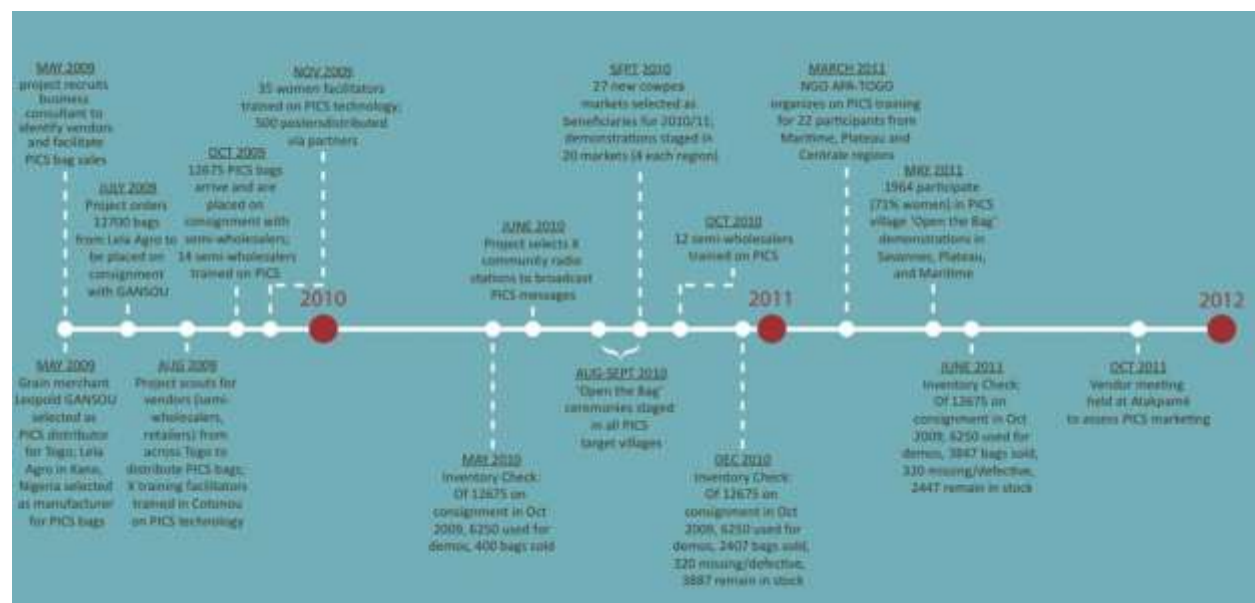 MAY 2009
project recruits
business
consultant to
identify vendors
and facilitate
PICS bag sales
JULY 2009
Project orders
12700 bags
from Lela Agro to
be placed on
consignment
with GANSOU
OCT 2009
12675 PICS bags
arrive and are
placed on
consignment with
semi-wholesalers;
14 semi-wholesalers
trained on PICS
NOV 2009
35 women facilitators
trained on PICS technology;
500 posters distributed
via partners
JUNE 2010
Project selects
community radio
stations to broadcast
PICS messages
SEPT 2010
27 new cowpea
markets selected as
beneficiaries for 2010/11;
demonstrations staged in
20 markets (4 each region)
OCT 2010
12 semi-wholesalers
trained on PICS
MARCH 2011
NGO APA-TOGO
organizes on PICS training
for 22 participants from
Maritime, Plateau and
Centrale regions
MAY 2011
1964 participate
(71% women) in PICS
village 'Open the Bag'
demonstrations in
Savannes, Plateau,
and Maritime
2010
2011
2012
MAY 2009
Grain merchant
Leopold GANSOU
selected as
PICS distributor
for Togo; Lela
Agro in Kano,
Nigeria selected
as manufacturer
for PICS bags
AUG 2009
Project scouts for
vendors (semi-
wholesalers,
retailers) from
across Togo to
distribute PICS bags;
X training facilitators
trained in Cotonou
on PICS technology
MAY 2010
Inventory Check:
Of 12675 on
consignment in Oct
2009, 6250 used for
demos, 400 bags sold
AUG-SEPT 2010
'Open the Bag'
ceremonies staged
in all PICS
target villages
DEC 2010
Inventory Check:
Of 12675 on
consignment in Oct
2009, 6250 used for
demos, 2407 bags sold,
320 missing/defective,
3887 remain in stock
JUNE 2011
Inventory Check:
Of 12675 on
consignment in Oct
2009, 6250 used for
demos, 3847 bags sold,
320 missing/defective,
2447 remain in stock
OCT 2011
Vendor meeting
held at Atakpamé
to assess PICS marketing